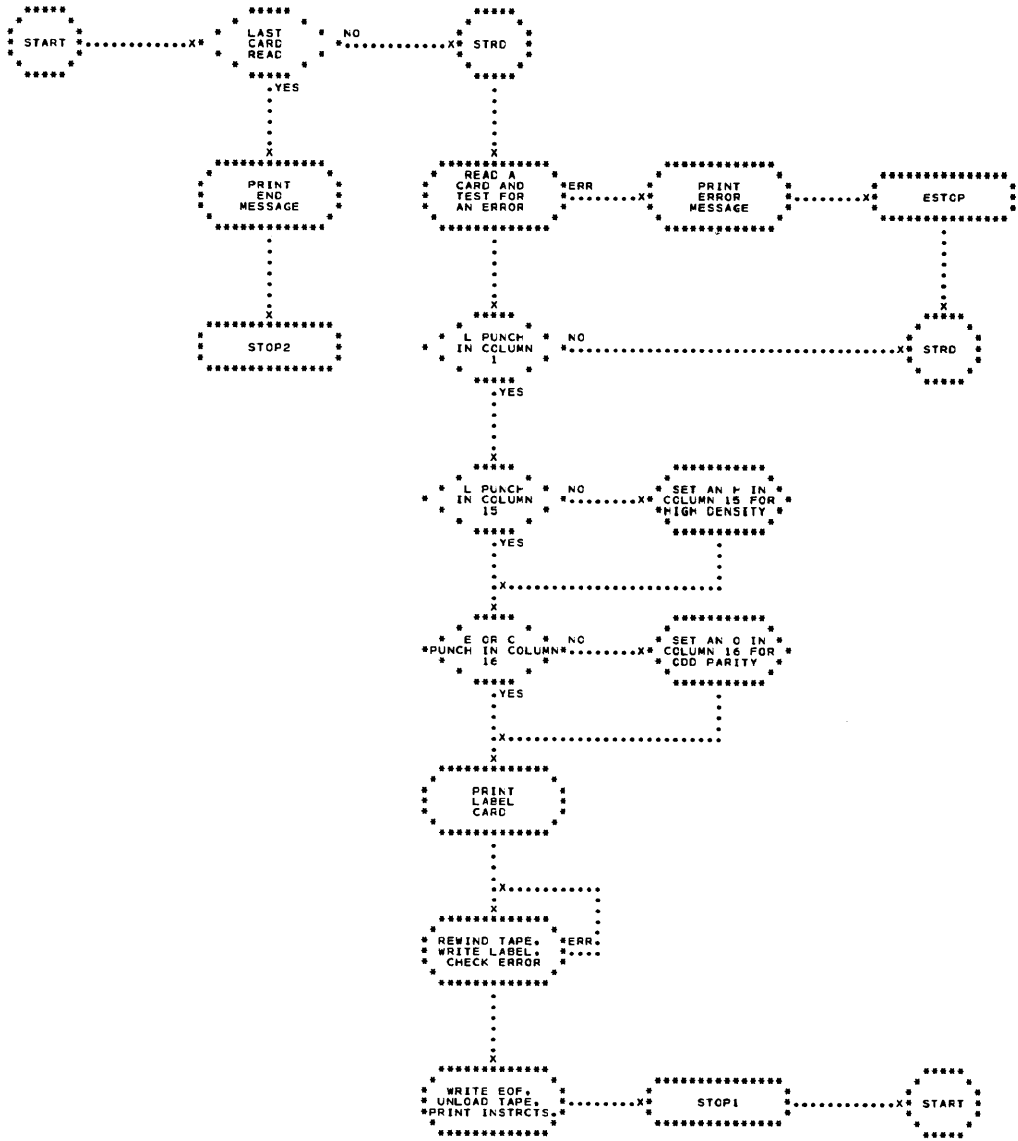 START
LAST
CARD
READ
NO
STRD
YES
PRINT
END
MESSAGE
READ A
CARD AND
TEST FOR
AN ERROR
ERR
PRINT
ERROR
MESSAGE
ESTOP
STOP2
L PUNCH
IN COLUMN
1
NO
STRD
YES
L PUNCH
IN COLUMN
15
NO
SET AN H IN
COLUMN 15 FOR
HIGH DENSITY
YES
E OR C
PUNCH IN COLUMN
16
NO
SET AN O IN
COLUMN 16 FOR
CDD PARITY
YES
PRINT
LABEL
CARD
REWIND TAPE.
WRITE LABEL.
CHECK ERROR
ERR
WRITE EOF.
UNLOAD TAPE.
PRINT INSTRCTS.
STOP1
START